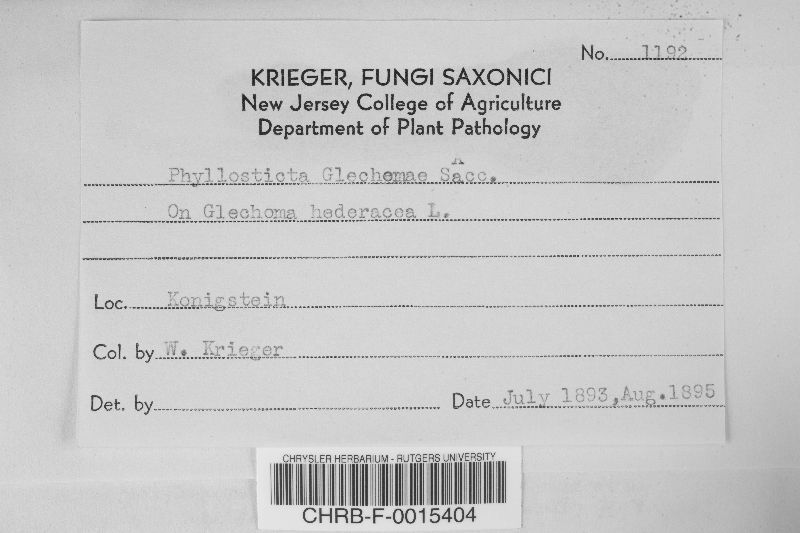 No. 1192
KRIEGER, FUNGI SAXONICI
New Jersey College of Agriculture
Department of Plant Pathology
Phyllosticta Glechomae Sacc.
On Glechoma hederacea L.
Loc. Konigstein
Col. by W. Krieger
Det. by Date July 1893, Aug. 1895
CHRYSLER HERBARIUM - RUTGERS UNIVERSITY
CHRB-F-0015404